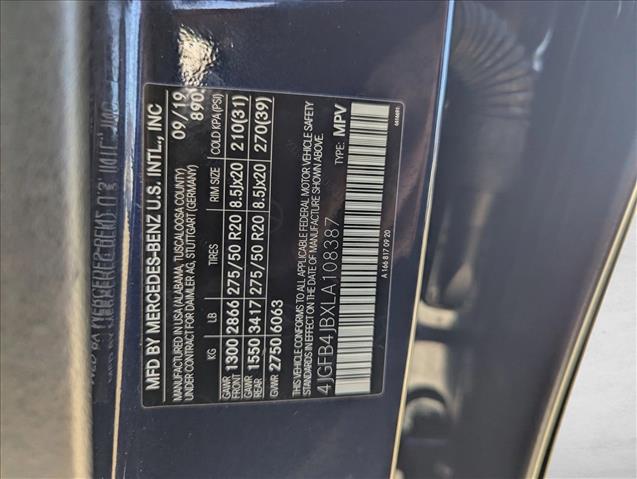 MFD BY MERCEDES-BENZ U.S. INTL., INC 09/19
MANUFACTURED IN USA (ALABAMA, TUSCALOOSA COUNTY) 890
UNDER CONTRACT FOR DAIMLER AG, STUTTGART (GERMANY)
KG LB TIRES RIM SIZE COLD KPA (PSI)
GAWR FRONT 1300 2866 275/50 R20 8.5Jx20 210(31)
GAWR REAR 1550 3417 275/50 R20 8.5Jx20 270(39)
GVWR 2750 6063
THIS VEHICLE CONFORMS TO ALL APPLICABLE FEDERAL MOTOR VEHICLE SAFETY
STANDARDS IN EFFECT ON THE DATE OF MANUFACTURE SHOWN ABOVE.
4JGFB4JBXLA108387 TYPE: MPV
A 166 817 09 20